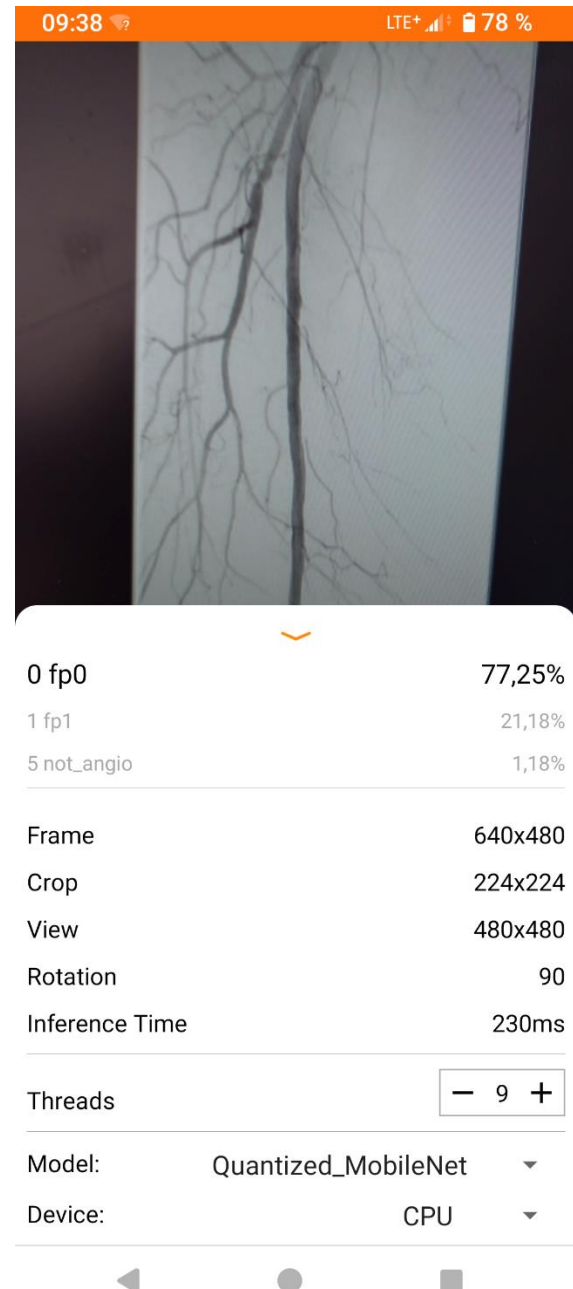 09:38 LTE+ 78 %
0 fp0 77,25%
1 fp1 21,18%
5 not_angio 1,18%
Frame 640x480
Crop 224x224
View 480x480
Rotation 90
Inference Time 230ms
Threads — 9 +
Model: Quantized_MobileNet
Device: CPU